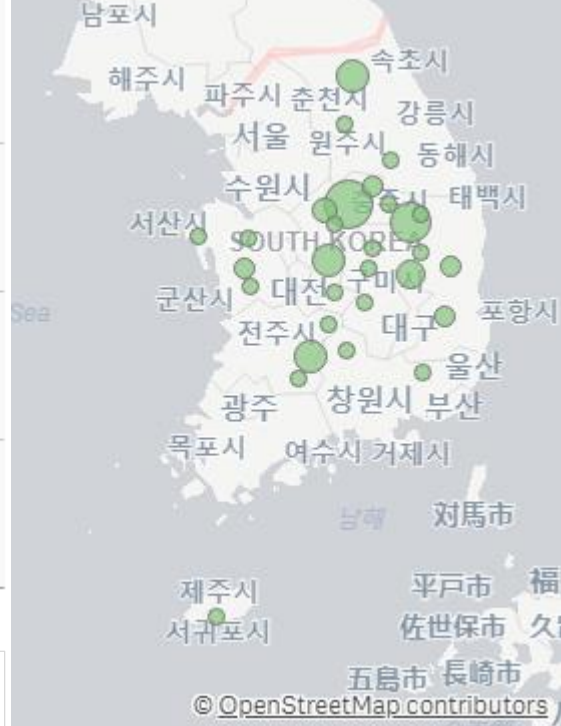 남포시
속초시
해주시
파주시 춘천시
강릉시
서울 원주시
동해시
수원시
충주시 태백시
서산시
SOUTH KOREA
대전 구미시
군산시
Sea
포항시
전주시 대구
울산
광주 창원시 부산
목포시 여수시 거제시
남해
対馬市
제주시
平戸市 福
서귀포시 佐世保市 久
五島市 長崎市
© OpenStreetMap contributors